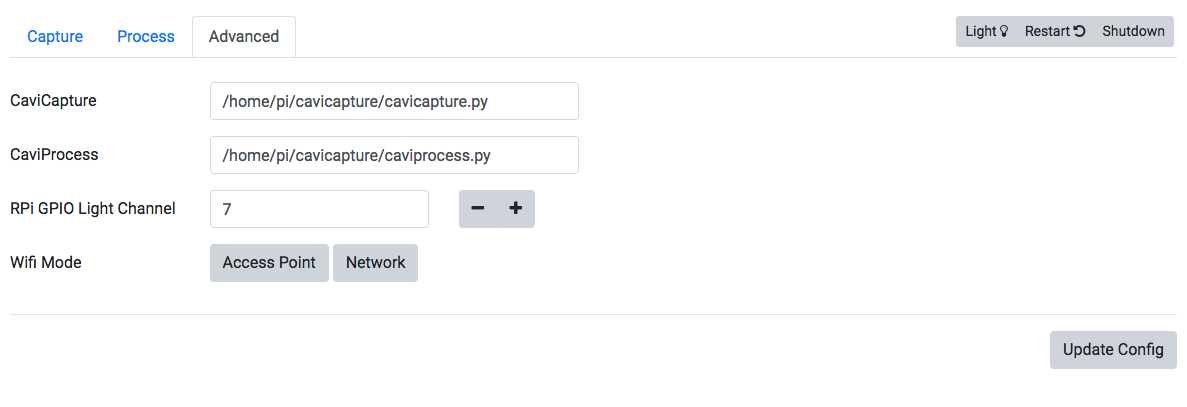 Capture Process Advanced Light Restart Shutdown
CaviCapture /home/pi/cavicapture/cavicapture.py
CaviProcess /home/pi/cavicapture/caviprocess.py
RPi GPIO Light Channel 7 − +
Wifi Mode Access Point Network
Update Config